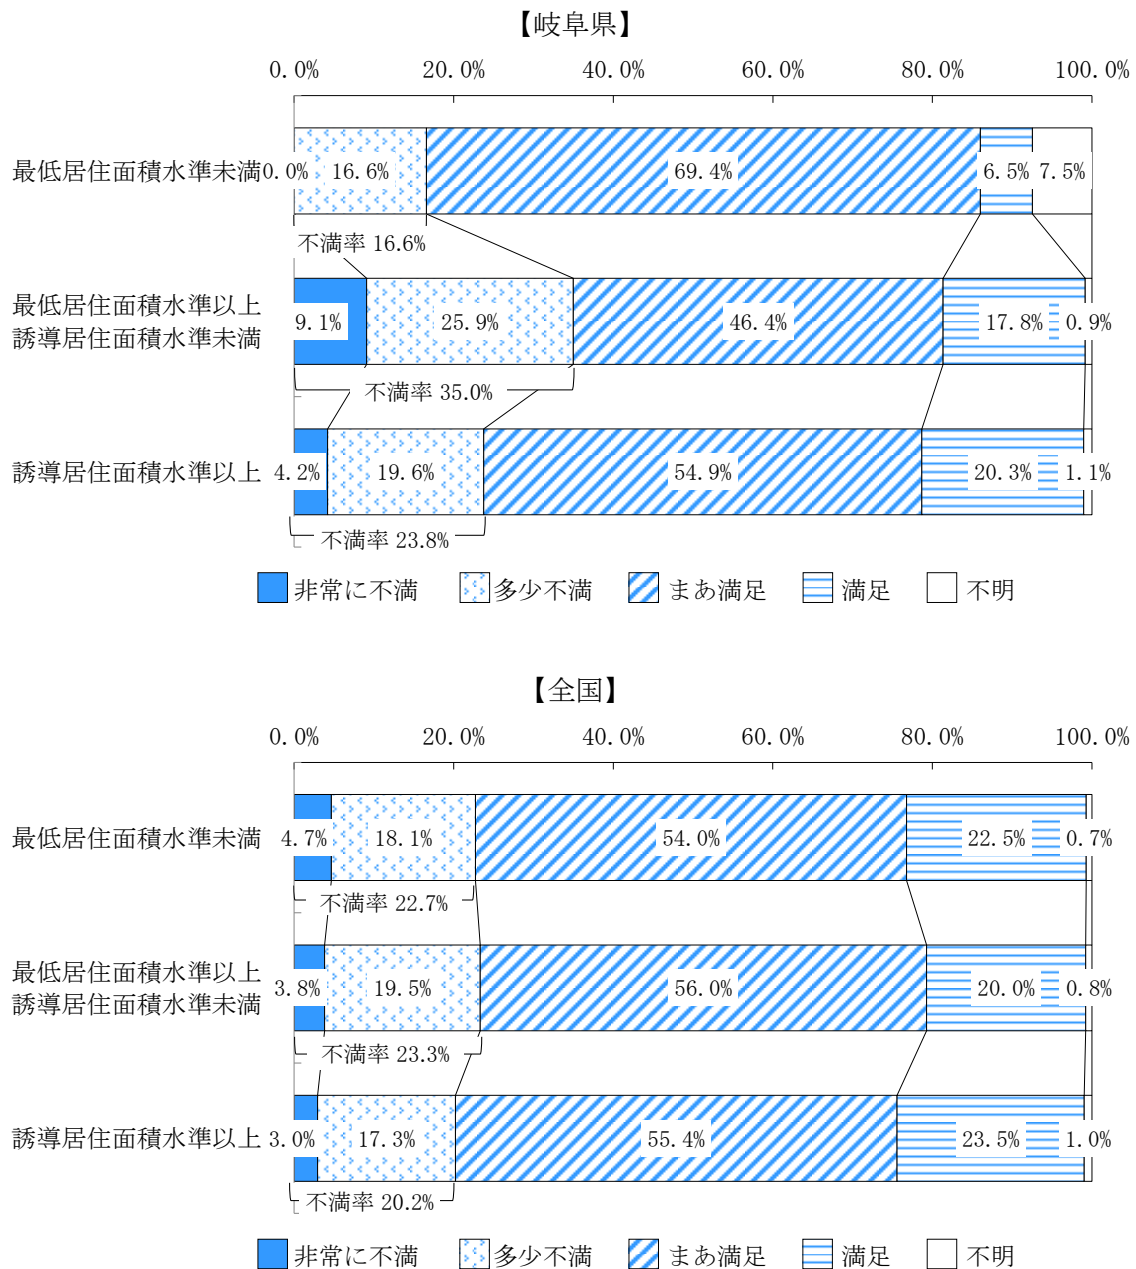 【岐阜県】
0.0% 20.0% 40.0% 60.0% 80.0% 100.0%
最低居住面積水準未満 0.0% 16.6% 69.4% 6.5% 7.5%
不満率 16.6%
最低居住面積水準以上
誘導居住面積水準未満
9.1% 25.9% 46.4% 17.8% 0.9%
不満率 35.0%
誘導居住面積水準以上 4.2% 19.6% 54.9% 20.3% 1.1%
不満率 23.8%
非常に不満 多少不満 まあ満足 満足 不明
【全国】
0.0% 20.0% 40.0% 60.0% 80.0% 100.0%
最低居住面積水準未満 4.7% 18.1% 54.0% 22.5% 0.7%
不満率 22.7%
最低居住面積水準以上
誘導居住面積水準未満
3.8% 19.5% 56.0% 20.0% 0.8%
不満率 23.3%
誘導居住面積水準以上 3.0% 17.3% 55.4% 23.5% 1.0%
不満率 20.2%
非常に不満 多少不満 まあ満足 満足 不明